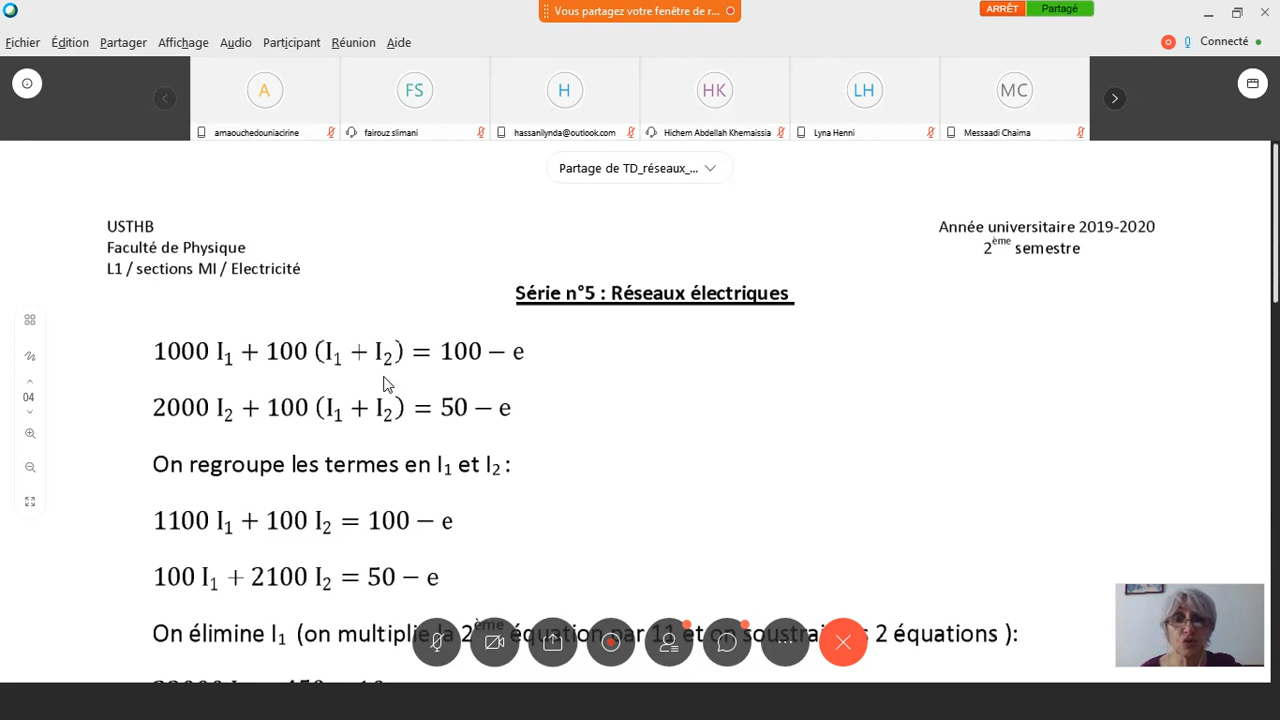 Vous partagez votre fenêtre de r...
ARRÊT
Partagé
Fichier Édition Partager Affichage Audio Participant Réunion Aide
Connecté
A
FS
H
HK
LH
MC
amaouchedouniacirine
fairouz slimani
hassanilynda@outlook.com
Hichem Abdellah Khemaissia
Lyna Henni
Messaadi Chaima
Partage de TD_réseaux_...
USTHB
Année universitaire 2019-2020
Faculté de Physique
2ème semestre
L1 / sections MI / Electricité
Série n°5 : Réseaux électriques
1000 I₁ + 100 (I₁ + I₂) = 100 − e
2000 I₂ + 100 (I₁ + I₂) = 50 − e
04
On regroupe les termes en I₁ et I₂ :
1100 I₁ + 100 I₂ = 100 − e
100 I₁ + 2100 I₂ = 50 − e
On élimine I₁ (on multiplie la 2ème équation par 11 et on soustrait les 2 équations ):